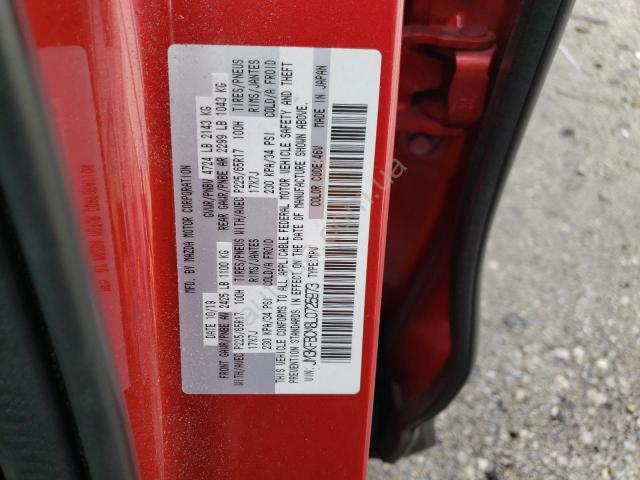 MFD. BY MAZDA MOTOR CORPORATION
DATE 10/19 GVWR/PNBV 4724 LB 2143 KG
FRONT GAWR/PNBE AV 2425 LB 1100 KG REAR GAWR/PNBE AR 2299 LB 1043 KG
WITH/AVEC P225/65R17 100H TIRES/PNEUS WITH/AVEC P225/65R17 100H TIRES/PNEUS
17X7J RIMS/JANTES 17X7J RIMS/JANTES
230 KPA/34 PSI COLD/A FROID 230 KPA/34 PSI COLD/A FROID
THIS VEHICLE CONFORMS TO ALL APPLICABLE FEDERAL MOTOR VEHICLE SAFETY AND THEFT
PREVENTION STANDARDS IN EFFECT ON THE DATE OF MANUFACTURE SHOWN ABOVE.
VIN: TYPE:MPV COLOR CODE:46V MADE IN JAPAN